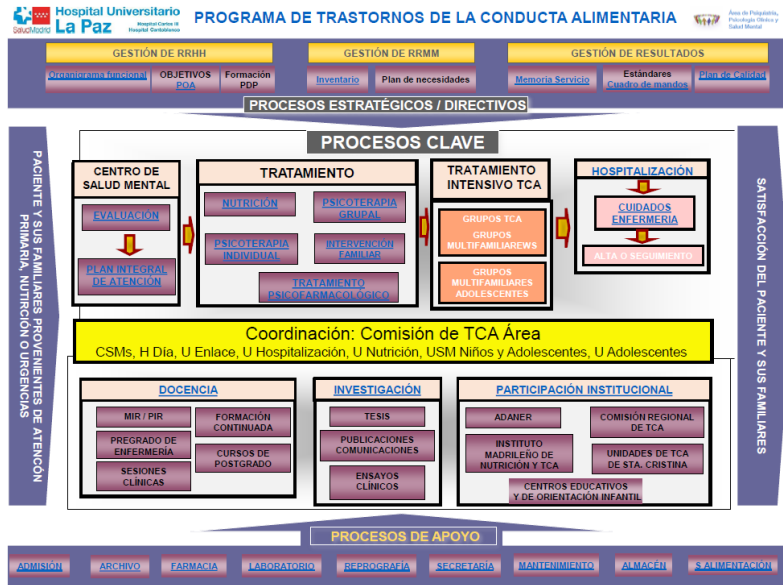 Hospital Universitario
La Paz
Hospital Carlos III
Hospital Cantoblanco
SaludMadrid
PROGRAMA DE TRASTORNOS DE LA CONDUCTA ALIMENTARIA
Área de Psiquiatría,
Psicología Clínica y
Salud Mental
GESTIÓN DE RRHH
GESTIÓN DE RRMM
GESTIÓN DE RESULTADOS
Organigrama funcional
OBJETIVOS
POA
Formación
PDP
Inventario
Plan de necesidades
Memoria Servicio
Estándares
Cuadro de mandos
Plan de Calidad
PROCESOS ESTRATÉGICOS / DIRECTIVOS
PACIENTE Y SUS FAMILIARES PROVENIENTES DE ATENCÓN
PRIMARIA, NUTIRCIÓN O URGENCIAS
PROCESOS CLAVE
CENTRO DE
SALUD MENTAL
EVALUACIÓN
PLAN INTEGRAL
DE ATENCIÓN
TRATAMIENTO
NUTRICIÓN
PSICOTERAPIA
GRUPAL
PSICOTERAPIA
INDIVIDUAL
INTERVENCIÓN
FAMILIAR
TRATAMIENTO
PSICOFARMACOLÓGICO
TRATAMIENTO
INTENSIVO TCA
GRUPOS TCA
GRUPOS
MULTIFAMILIAREWS
GRUPOS
MULTIFAMILIARES
ADOLESCENTES
HOSPITALIZACIÓN
CUIDADOS
ENFERMERIA
ALTA O SEGUIMIENTO
SATISFACCIÓN DEL PACIENTE Y SUS FAMILIARES
Coordinación: Comisión de TCA Área
CSMs, H Día, U Enlace, U Hospitalización, U Nutrición, USM Niños y Adolescentes, U Adolescentes
DOCENCIA
MIR / PIR
FORMACIÓN
CONTINUADA
PREGRADO DE
ENFERMERÍA
CURSOS DE
POSTGRADO
SESIONES
CLÍNICAS
INVESTIGACIÓN
TESIS
PUBLICACIONES
COMUNICACIONES
ENSAYOS
CLÍNICOS
PARTICIPACIÓN INSTITUCIONAL
ADANER
COMISIÓN REGIONAL
DE TCA
INSTITUTO
MADRILEÑO DE
NUTRICIÓN Y TCA
UNIDADES DE TCA
DE STA. CRISTINA
CENTROS EDUCATIVOS
Y DE ORIENTACIÓN INFANTIL
PROCESOS DE APOYO
ADMISIÓN
ARCHIVO
FARMACIA
LABORATORIO
REPROGRAFÍA
SECRETARÍA
MANTENIMIENTO
ALMACÉN
S ALIMENTACIÓN